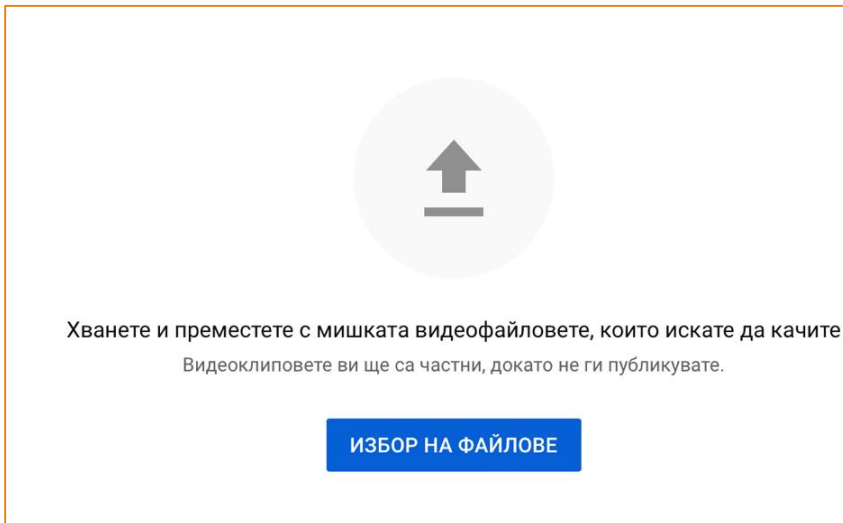 Хванете и преместете с мишката видеофайловете, които искате да качите
Видеоклиповете ви ще са частни, докато не ги публикувате.
ИЗБОР НА ФАЙЛОВЕ